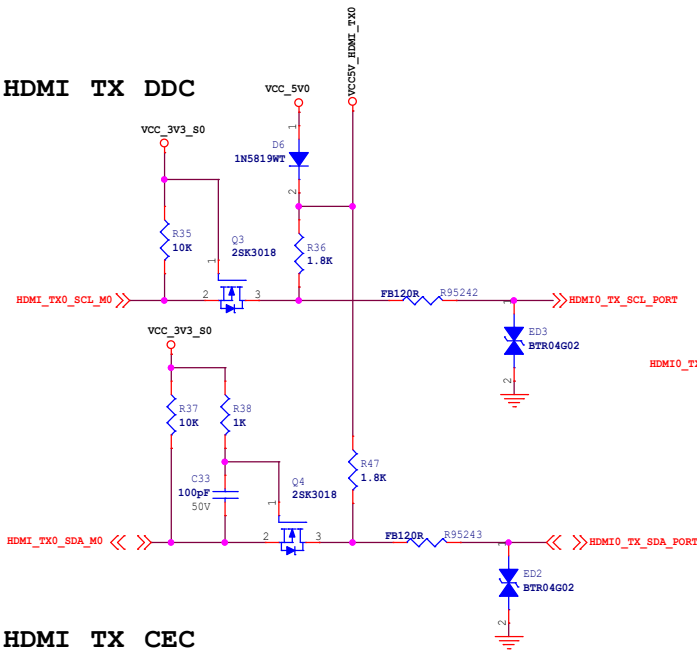 VCC5V_HDMI_TX0
HDMI TX DDC
VCC_5V0
VCC_3V3_S0
1
D6
1N5819WT
2
R35
10K
Q3
2SK3018
R36
1.8K
1
HDMI_TX0_SCL_M0
2
3
FB120R
R95242
1
HDMI0_TX_SCL_PORT
VCC_3V3_S0
ED3
BTR04G02
2
R37
10K
R38
1K
C33
100pF
50V
Q4
2SK3018
R47
1.8K
1
HDMI_TX0_SDA_M0
2
3
FB120R
R95243
1
HDMI0_TX_SDA_PORT
ED2
BTR04G02
2
HDMI TX CEC